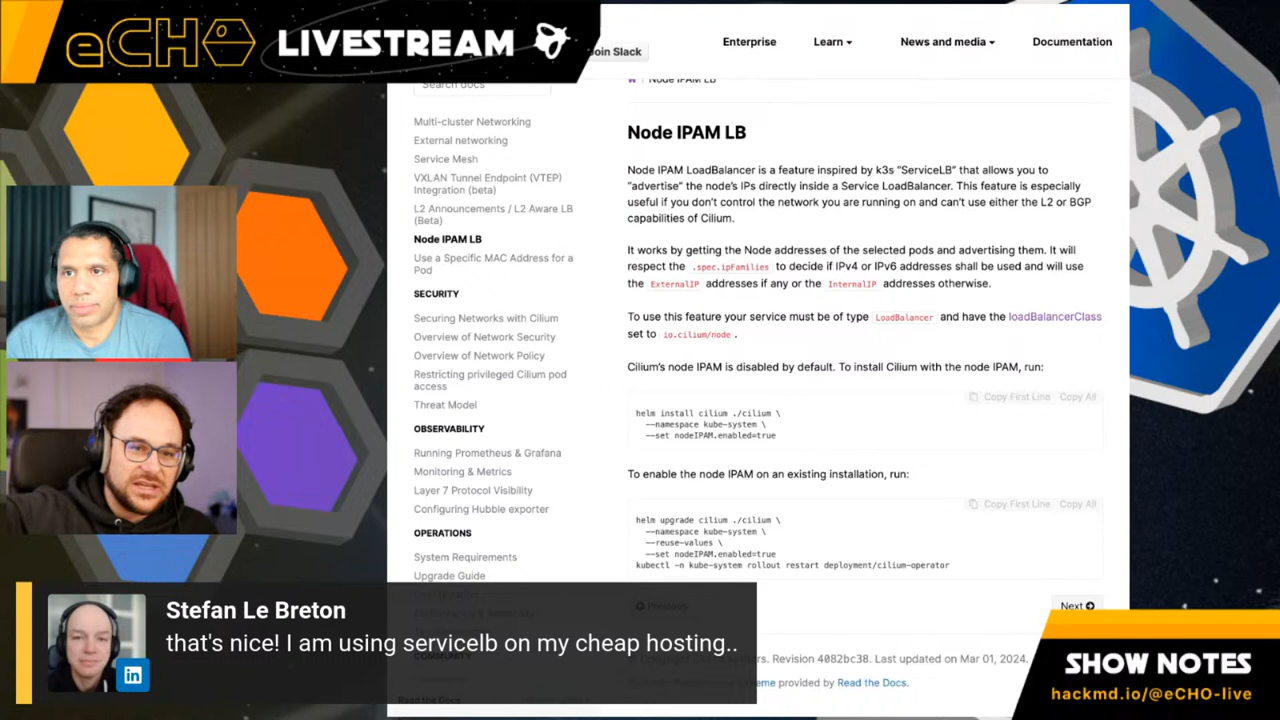 eCHO LIVESTREAM
Join Slack
Enterprise
Learn
News and media
Documentation
Search docs
Multi-cluster Networking
External networking
Service Mesh
VXLAN Tunnel Endpoint (VTEP)
Integration (beta)
L2 Announcements / L2 Aware LB
(Beta)
Node IPAM LB
Use a Specific MAC Address for a
Pod
SECURITY
Securing Networks with Cilium
Overview of Network Security
Overview of Network Policy
Restricting privileged Cilium pod
access
Threat Model
OBSERVABILITY
Running Prometheus & Grafana
Monitoring & Metrics
Layer 7 Protocol Visibility
Configuring Hubble exporter
OPERATIONS
System Requirements
Upgrade Guide
COMMUNITY
Read the Docs
/ Node IPAM LB
Node IPAM LB
Node IPAM LoadBalancer is a feature inspired by k3s “ServiceLB” that allows you to
“advertise” the node’s IPs directly inside a Service LoadBalancer. This feature is especially
useful if you don’t control the network you are running on and can’t use either the L2 or BGP
capabilities of Cilium.
It works by getting the Node addresses of the selected pods and advertising them. It will
respect the .spec.ipFamilies to decide if IPv4 or IPv6 addresses shall be used and will use
the ExternalIP addresses if any or the InternalIP addresses otherwise.
To use this feature your service must be of type LoadBalancer and have the loadBalancerClass
set to io.cilium/node .
Cilium’s node IPAM is disabled by default. To install Cilium with the node IPAM, run:
Copy First Line Copy All
helm install cilium ./cilium \
--namespace kube-system \
--set nodeIPAM.enabled=true
To enable the node IPAM on an existing installation, run:
Copy First Line Copy All
helm upgrade cilium ./cilium \
--namespace kube-system \
--reuse-values \
--set nodeIPAM.enabled=true
kubectl -n kube-system rollout restart deployment/cilium-operator
Previous
Next
Authors. Revision 4082bc38. Last updated on Mar 01, 2024.
theme provided by Read the Docs.
Stefan Le Breton
that's nice! I am using servicelb on my cheap hosting..
in
SHOW NOTES
hackmd.io/@eCHO-live